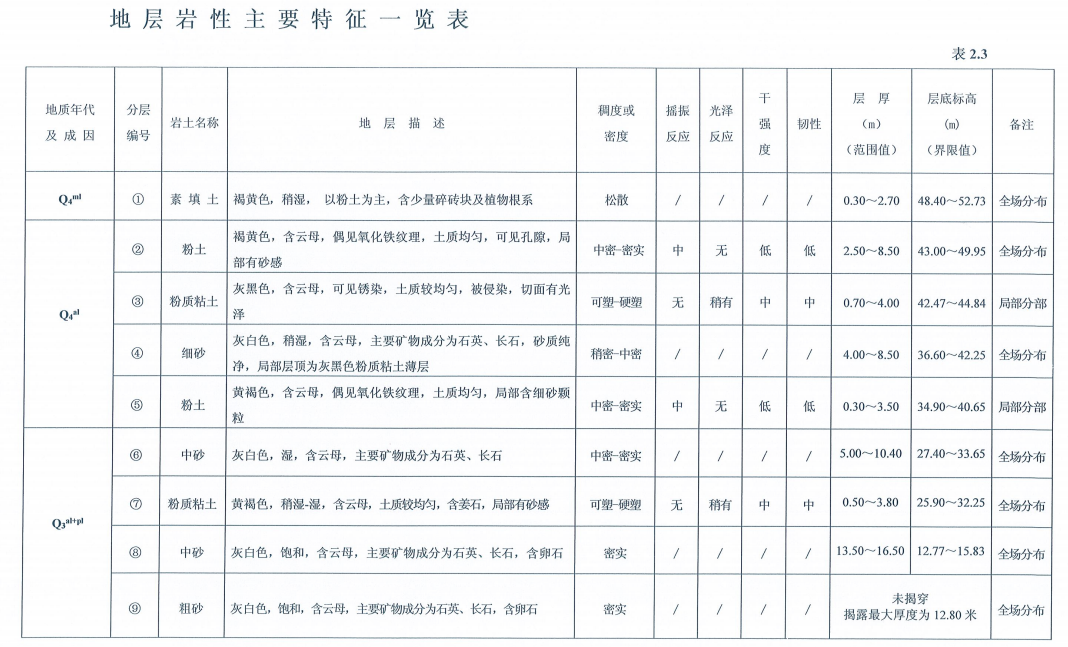 地层岩性主要特征一览表
表 2.3
地质年代及成因 分层编号 岩土名称 地层描述 稠度或密度 摇振反应 光泽反应 干强度 韧性 层厚（m）（范围值） 层底标高（m）（界限值） 备注
Q₄ᵐˡ ① 素填土 褐黄色，稍湿， 以粉土为主，含少量碎砖块及植物根系 松散 / / / / 0.30～2.70 48.40～52.73 全场分布
Q₄ᵃˡ ② 粉土 褐黄色，含云母，偶见氧化铁纹理，土质均匀，可见孔隙，局部有砂感 中密-密实 中 无 低 低 2.50～8.50 43.00～49.95 全场分布
③ 粉质粘土 灰黑色，含云母，可见锈染，土质较均匀，被侵染，切面有光泽 可塑-硬塑 无 稍有 中 中 0.70～4.00 42.47～44.84 局部分部
④ 细砂 灰白色，稍湿，含云母，主要矿物成分为石英、长石，砂质纯净，局部层顶为灰黑色粉质粘土薄层 稍密-中密 / / / / 4.00～8.50 36.60～42.25 全场分布
⑤ 粉土 黄褐色，含云母，偶见氧化铁纹理，土质均匀，局部含细砂颗粒 中密-密实 中 无 低 低 0.30～3.50 34.90～40.65 局部分部
Q₃ᵃˡ⁺ᵖˡ ⑥ 中砂 灰白色，湿，含云母，主要矿物成分为石英、长石 中密-密实 / / / / 5.00～10.40 27.40～33.65 全场分布
⑦ 粉质粘土 黄褐色，稍湿-湿，含云母，土质较均匀，含姜石，局部有砂感 可塑-硬塑 无 稍有 中 中 0.50～3.80 25.90～32.25 全场分布
⑧ 中砂 灰白色，饱和，含云母，主要矿物成分为石英、长石，含卵石 密实 / / / / 13.50～16.50 12.77～15.83 全场分布
⑨ 粗砂 灰白色，饱和，含云母，主要矿物成分为石英、长石，含卵石 密实 / / / / 未揭穿 揭露最大厚度为 12.80 米 全场分布